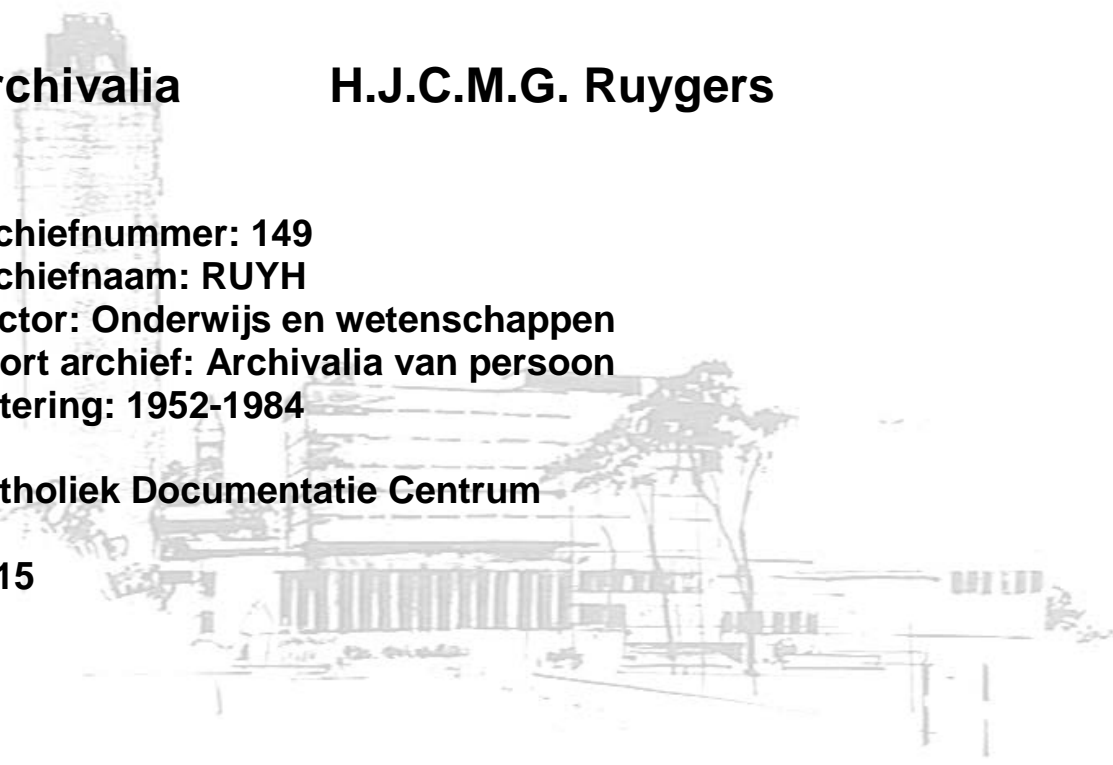 rchivalia H.J.C.M.G. Ruygers
chiefnummer: 149
chiefnaam: RUYH
ctor: Onderwijs en wetenschappen
ort archief: Archivalia van persoon
tering: 1952-1984
tholiek Documentatie Centrum
15